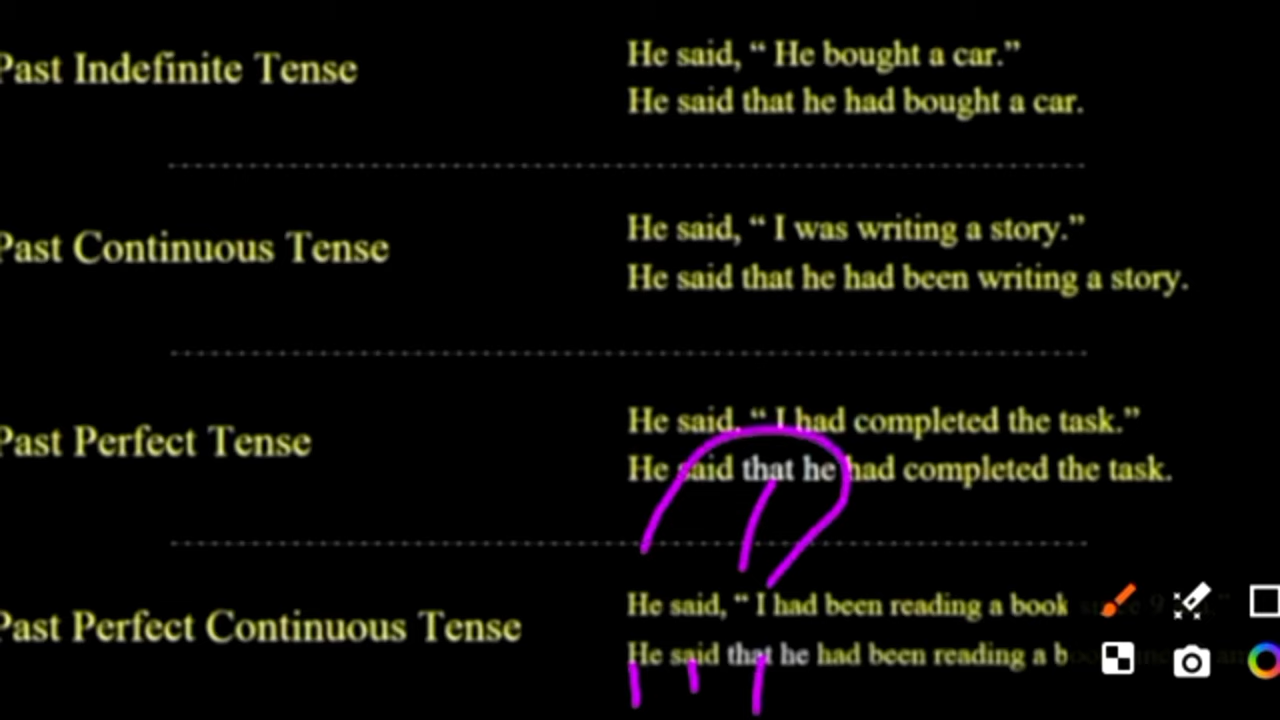 Past Indefinite Tense
He said, “ He bought a car.”
He said that he had bought a car.
Past Continuous Tense
He said, “ I was writing a story.”
He said that he had been writing a story.
Past Perfect Tense
He said, “ I had completed the task.”
He said that he had completed the task.
Past Perfect Continuous Tense
He said, “ I had been reading a book
He said that he had been reading a